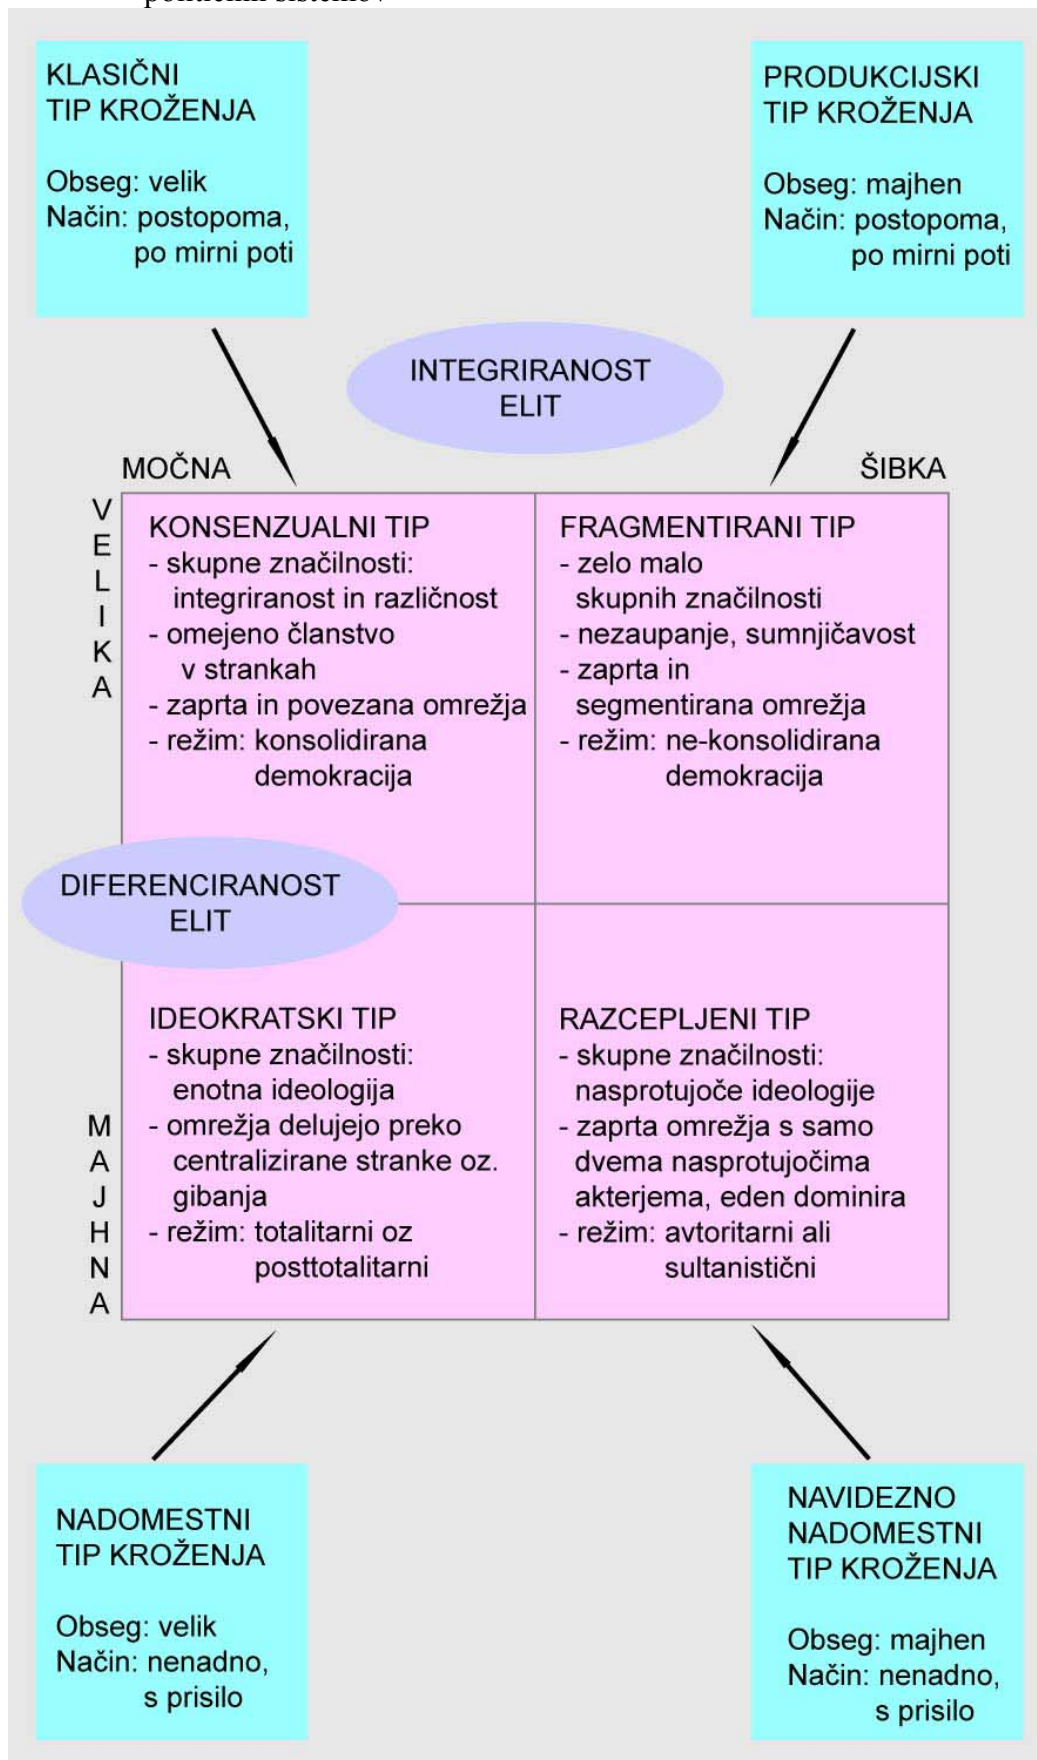 političnih sistemov
KLASIČNI
TIP KROŽENJA
Obseg: velik
Način: postopoma,
po mirni poti
PRODUKCIJSKI
TIP KROŽENJA
Obseg: majhen
Način: postopoma,
po mirni poti
INTEGRIRANOST
ELIT
MOČNA
ŠIBKA
VELIKA
KONSENZUALNI TIP
- skupne značilnosti:
integriranost in različnost
- omejeno članstvo
v strankah
- zaprta in povezana omrežja
- režim: konsolidirana
demokracija
FRAGMENTIRANI TIP
- zelo malo
skupnih značilnosti
- nezaupanje, sumnjičavost
- zaprta in
segmentirana omrežja
- režim: ne-konsolidirana
demokracija
DIFERENCIRANOST
ELIT
MAJHNA
IDEOKRATSKI TIP
- skupne značilnosti:
enotna ideologija
- omrežja delujejo preko
centralizirane stranke oz.
gibanja
- režim: totalitarni oz
posttotalitarni
RAZCEPLJENI TIP
- skupne značilnosti:
nasprotujoče ideologije
- zaprta omrežja s samo
dvema nasprotujočima
akterjema, eden dominira
- režim: avtoritarni ali
sultanistični
NADOMESTNI
TIP KROŽENJA
Obseg: velik
Način: nenadno,
s prisilo
NAVIDEZNO
NADOMESTNI
TIP KROŽENJA
Obseg: majhen
Način: nenadno,
s prisilo